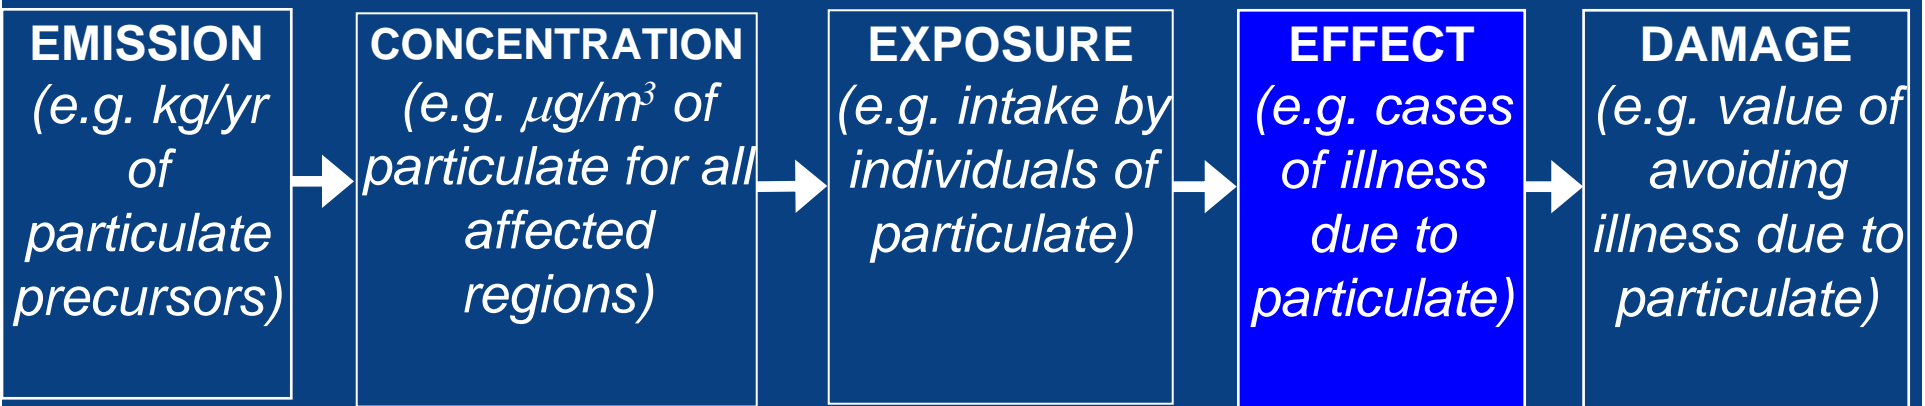 EMISSION
(e.g. kg/yr
of
particulate
precursors)
CONCENTRATION
(e.g. μg/m³ of
particulate for all
affected
regions)
EXPOSURE
(e.g. intake by
individuals of
particulate)
EFFECT
(e.g. cases
of illness
due to
particulate)
DAMAGE
(e.g. value of
avoiding
illness due to
particulate)